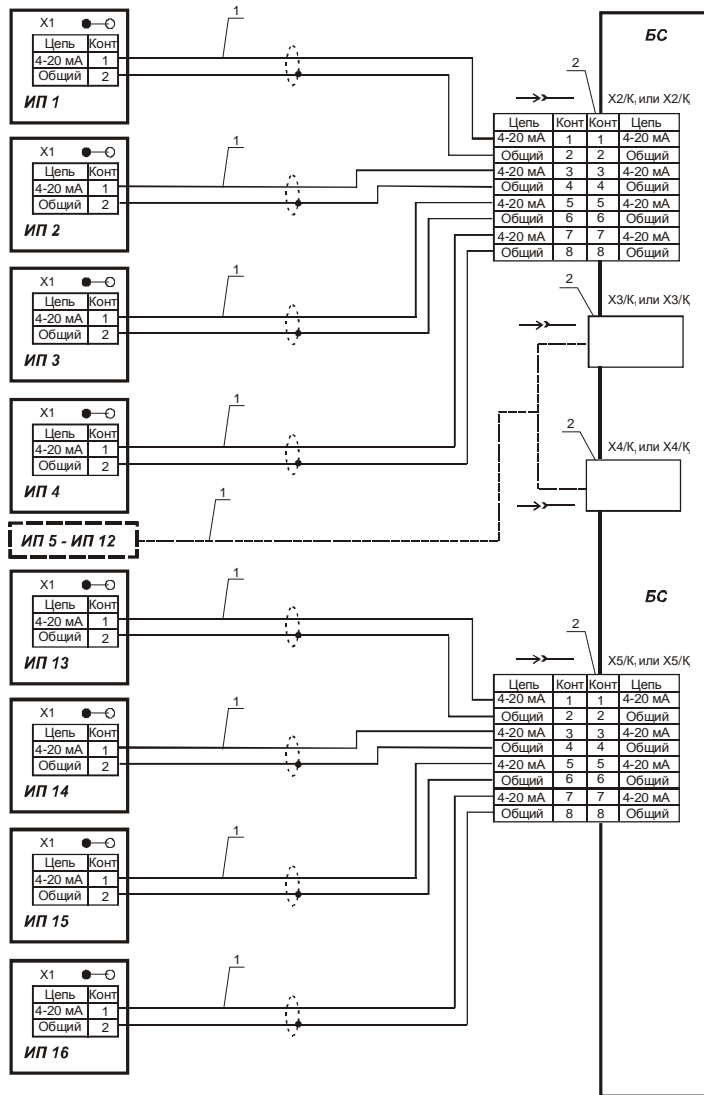 X1
Цепь Конт
4-20 мА 1
Общий 2
ИП 1
1
БС
2
X2/К, или X2/К,
Цепь Конт Конт Цепь
4-20 мА 1 1 4-20 мА
Общий 2 2 Общий
4-20 мА 3 3 4-20 мА
Общий 4 4 Общий
4-20 мА 5 5 4-20 мА
Общий 6 6 Общий
4-20 мА 7 7 4-20 мА
Общий 8 8 Общий
X1
Цепь Конт
4-20 мА 1
Общий 2
ИП 2
1
X1
Цепь Конт
4-20 мА 1
Общий 2
ИП 3
1
2
X3/К, или X3/К,
X1
Цепь Конт
4-20 мА 1
Общий 2
ИП 4
1
2
X4/К, или X4/К,
ИП 5 - ИП 12
1
X1
Цепь Конт
4-20 мА 1
Общий 2
ИП 13
1
БС
2
X5/К, или X5/К,
Цепь Конт Конт Цепь
4-20 мА 1 1 4-20 мА
Общий 2 2 Общий
4-20 мА 3 3 4-20 мА
Общий 4 4 Общий
4-20 мА 5 5 4-20 мА
Общий 6 6 Общий
4-20 мА 7 7 4-20 мА
Общий 8 8 Общий
X1
Цепь Конт
4-20 мА 1
Общий 2
ИП 14
1
X1
Цепь Конт
4-20 мА 1
Общий 2
ИП 15
1
X1
Цепь Конт
4-20 мА 1
Общий 2
ИП 16
1